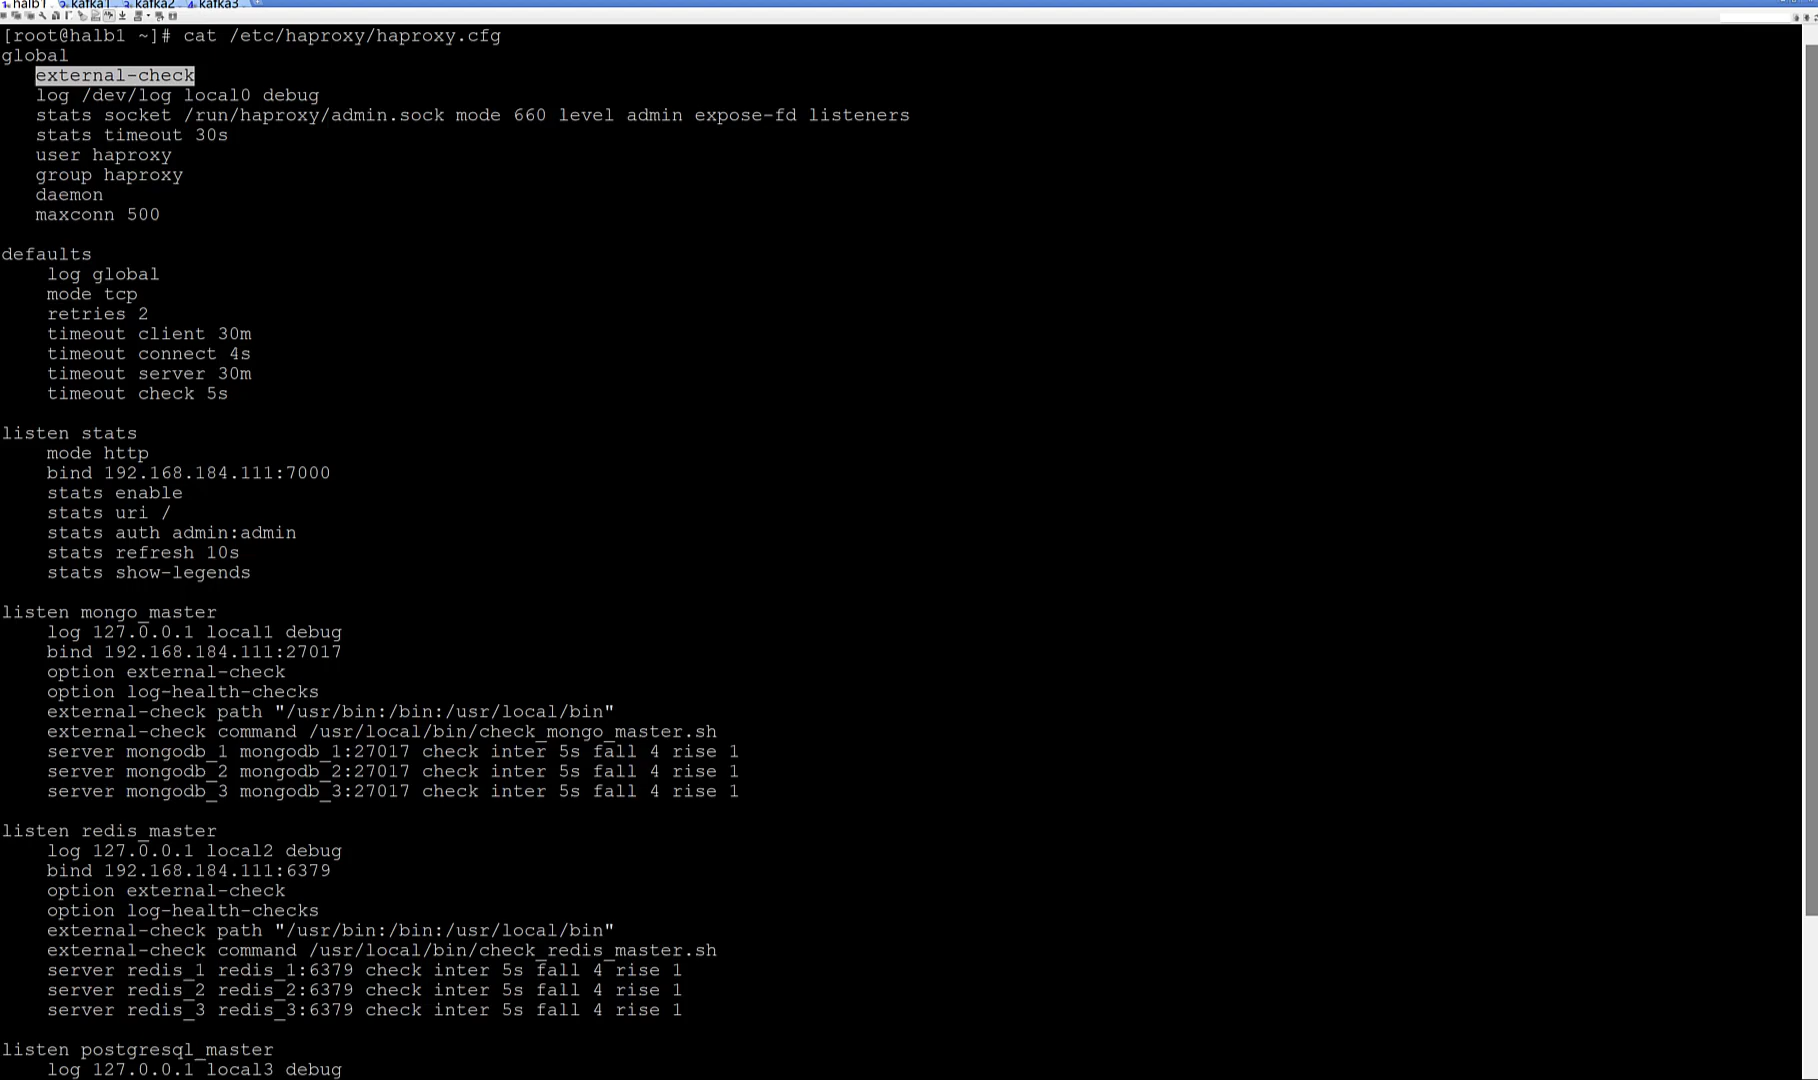 1 halb1 2 kafka1 3 kafka2 4 kafka3
[root@halb1 ~]# cat /etc/haproxy/haproxy.cfg
global
external-check
log /dev/log local0 debug
stats socket /run/haproxy/admin.sock mode 660 level admin expose-fd listeners
stats timeout 30s
user haproxy
group haproxy
daemon
maxconn 500
defaults
log global
mode tcp
retries 2
timeout client 30m
timeout connect 4s
timeout server 30m
timeout check 5s
listen stats
mode http
bind 192.168.184.111:7000
stats enable
stats uri /
stats auth admin:admin
stats refresh 10s
stats show-legends
listen mongo_master
log 127.0.0.1 local1 debug
bind 192.168.184.111:27017
option external-check
option log-health-checks
external-check path "/usr/bin:/bin:/usr/local/bin"
external-check command /usr/local/bin/check_mongo_master.sh
server mongodb_1 mongodb_1:27017 check inter 5s fall 4 rise 1
server mongodb_2 mongodb_2:27017 check inter 5s fall 4 rise 1
server mongodb_3 mongodb_3:27017 check inter 5s fall 4 rise 1
listen redis_master
log 127.0.0.1 local2 debug
bind 192.168.184.111:6379
option external-check
option log-health-checks
external-check path "/usr/bin:/bin:/usr/local/bin"
external-check command /usr/local/bin/check_redis_master.sh
server redis_1 redis_1:6379 check inter 5s fall 4 rise 1
server redis_2 redis_2:6379 check inter 5s fall 4 rise 1
server redis_3 redis_3:6379 check inter 5s fall 4 rise 1
listen postgresql_master
log 127.0.0.1 local3 debug